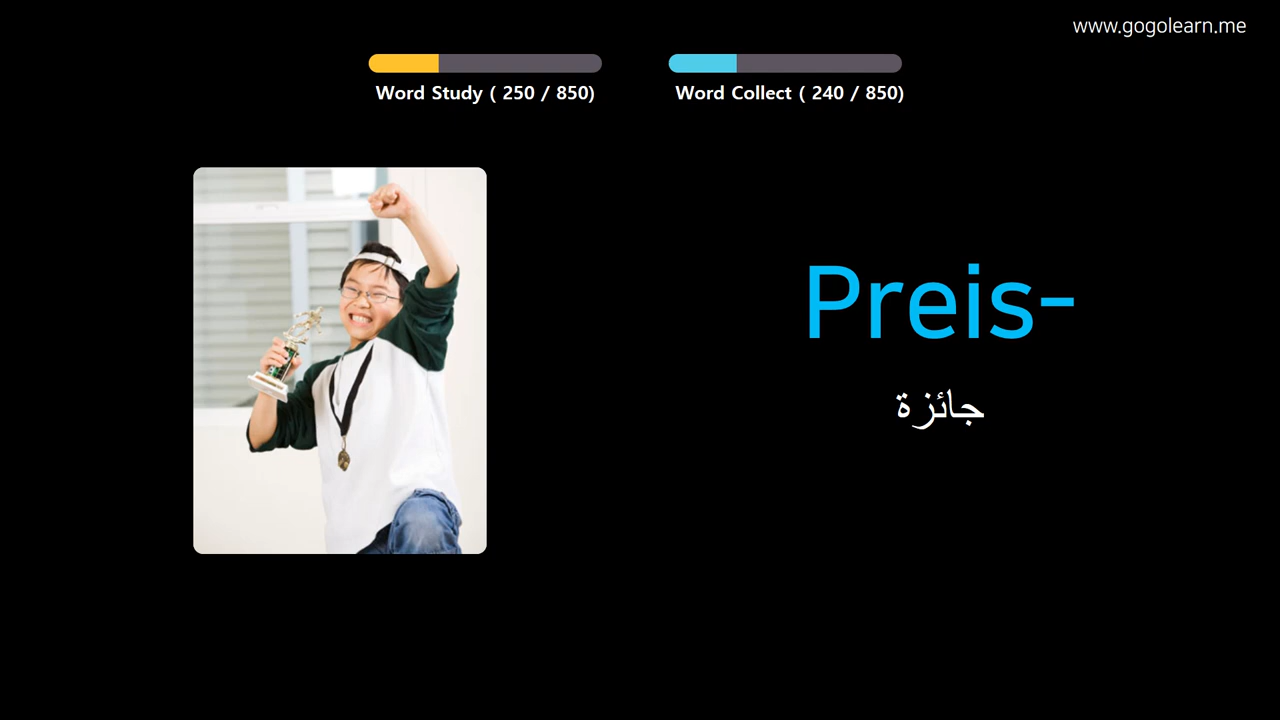 www.gogolearn.me
Word Study ( 250 / 850)
Word Collect ( 240 / 850)
Preis-
جائزة